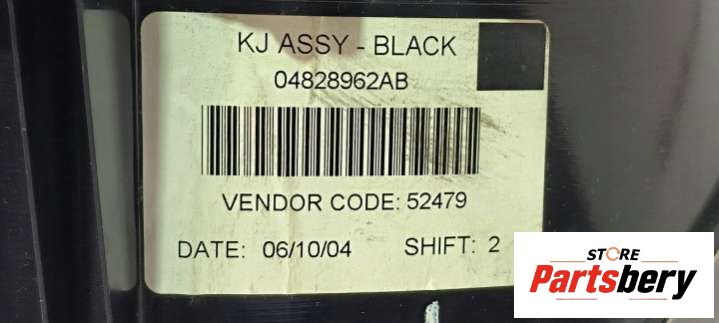 KJ ASSY - BLACK
04828962AB
VENDOR CODE: 52479
DATE: 06/10/04 SHIFT: 2
STORE
Partsbery